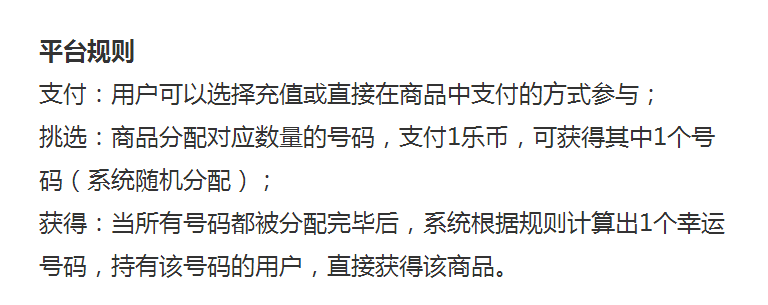 平台规则
支付：用户可以选择充值或直接在商品中支付的方式参与；
挑选：商品分配对应数量的号码，支付1乐币，可获得其中1个号
码（系统随机分配）；
获得：当所有号码都被分配完毕后，系统根据规则计算出1个幸运
号码，持有该号码的用户，直接获得该商品。